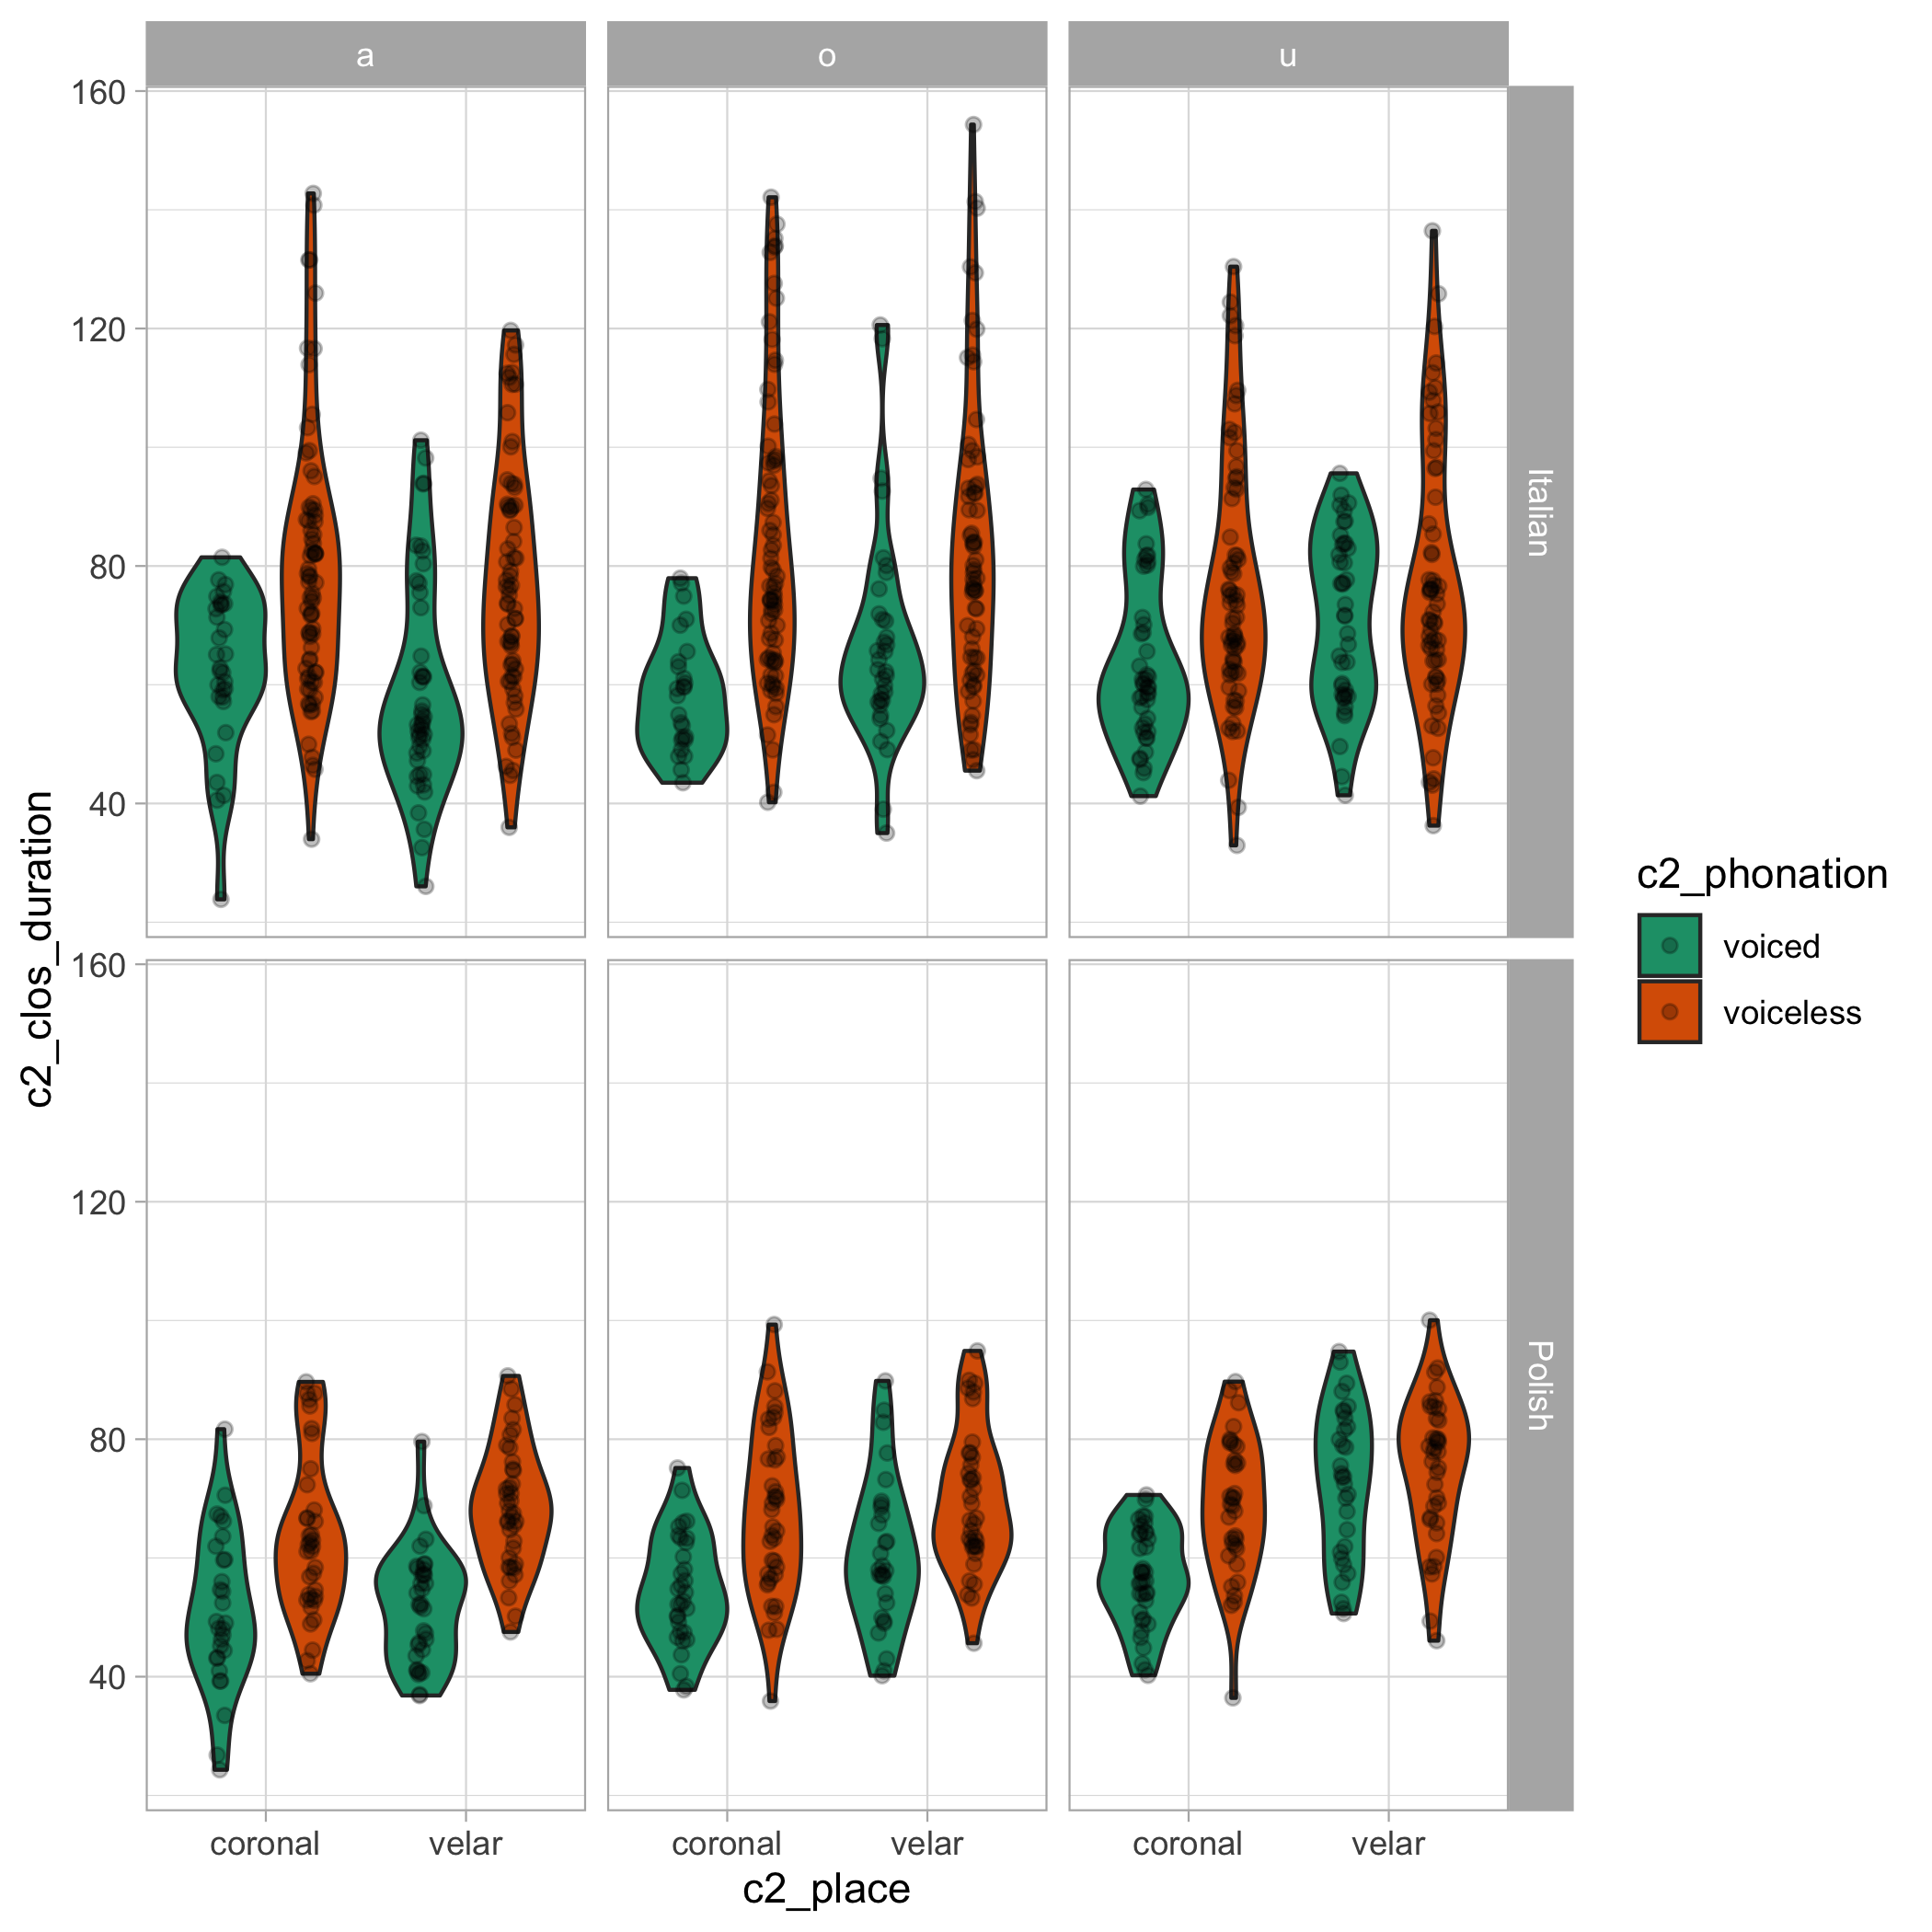 a
o
u
160
120
80
40
Italian
160
120
80
40
Polish
c2_clos_duration
coronal
velar
coronal
velar
coronal
velar
c2_place
c2_phonation
voiced
voiceless